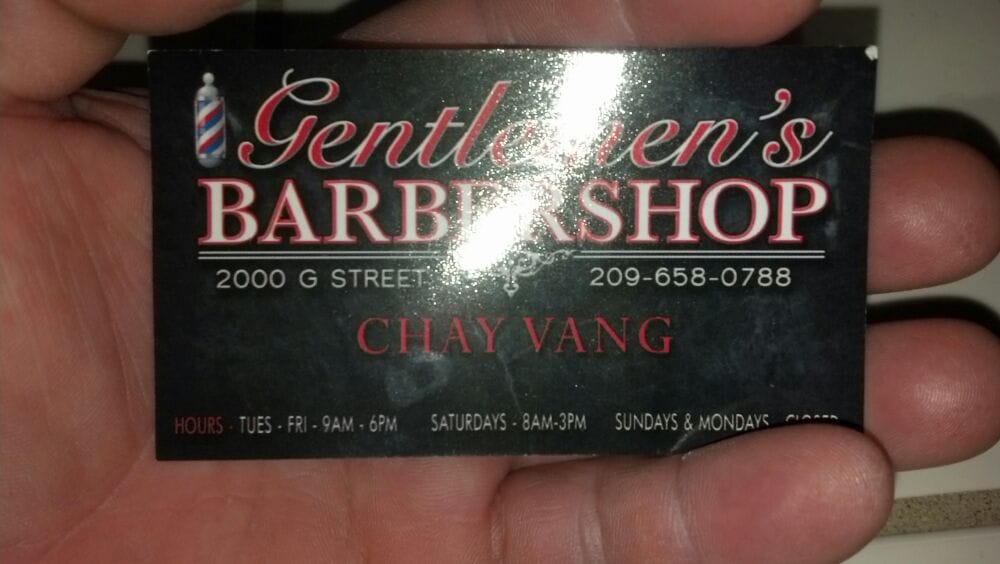 Gentlemen's
BARBERSHOP
2000 G STREET
209-658-0788
CHAY VANG
HOURS - TUES - FRI - 9AM - 6PM SATURDAYS - 8AM-3PM SUNDAYS & MONDAYS - CLOSED